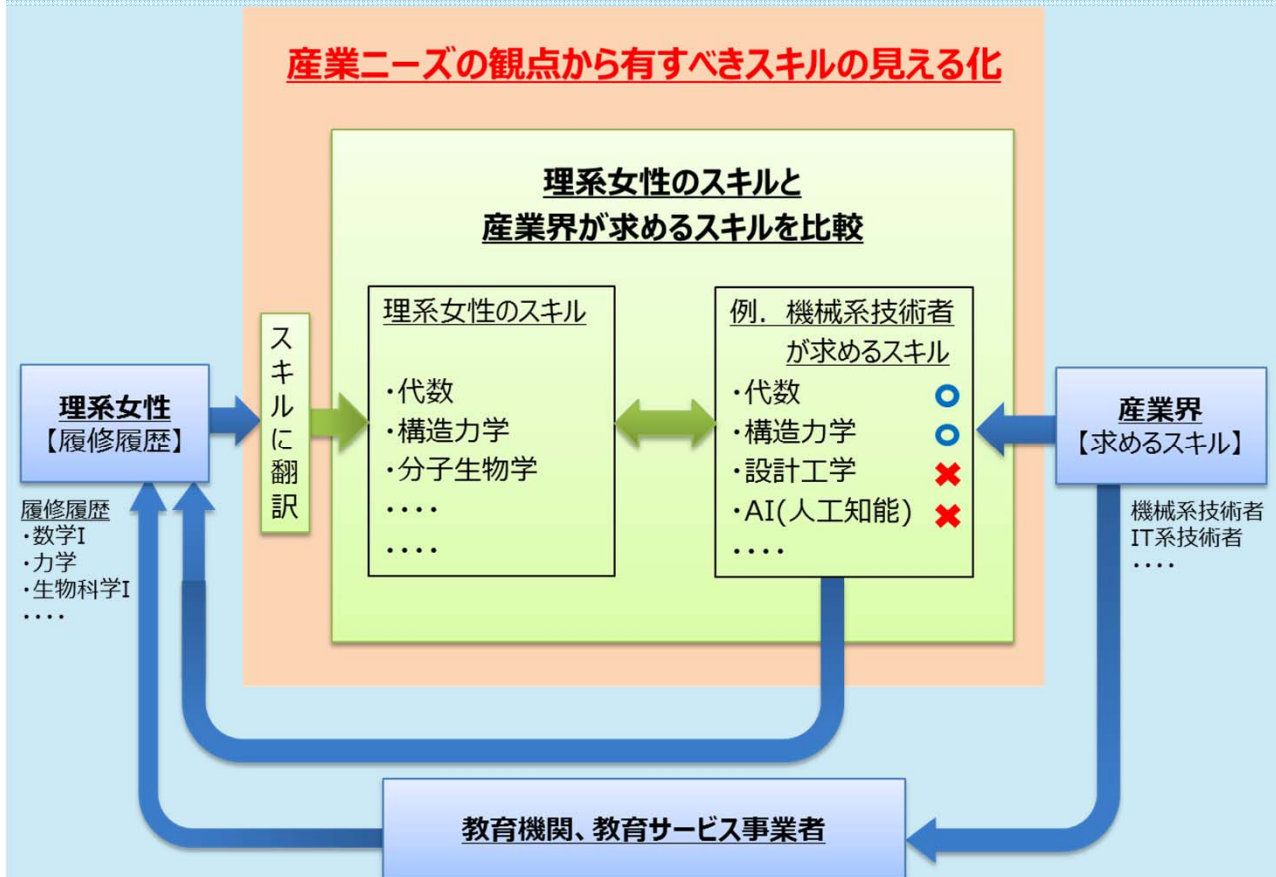 産業ニーズの観点から有すべきスキルの見える化
理系女性のスキルと
産業界が求めるスキルを比較
理系女性
【履修履歴】
履修履歴
・数学I
・力学
・生物科学I
・・・・
スキルに翻訳
理系女性のスキル
・代数
・構造力学
・分子生物学
・・・・
・・・・
例. 機械系技術者
が求めるスキル
・代数 ○
・構造力学 ○
・設計工学 ×
・AI(人工知能) ×
・・・・
産業界
【求めるスキル】
機械系技術者
IT系技術者
・・・・
教育機関、教育サービス事業者